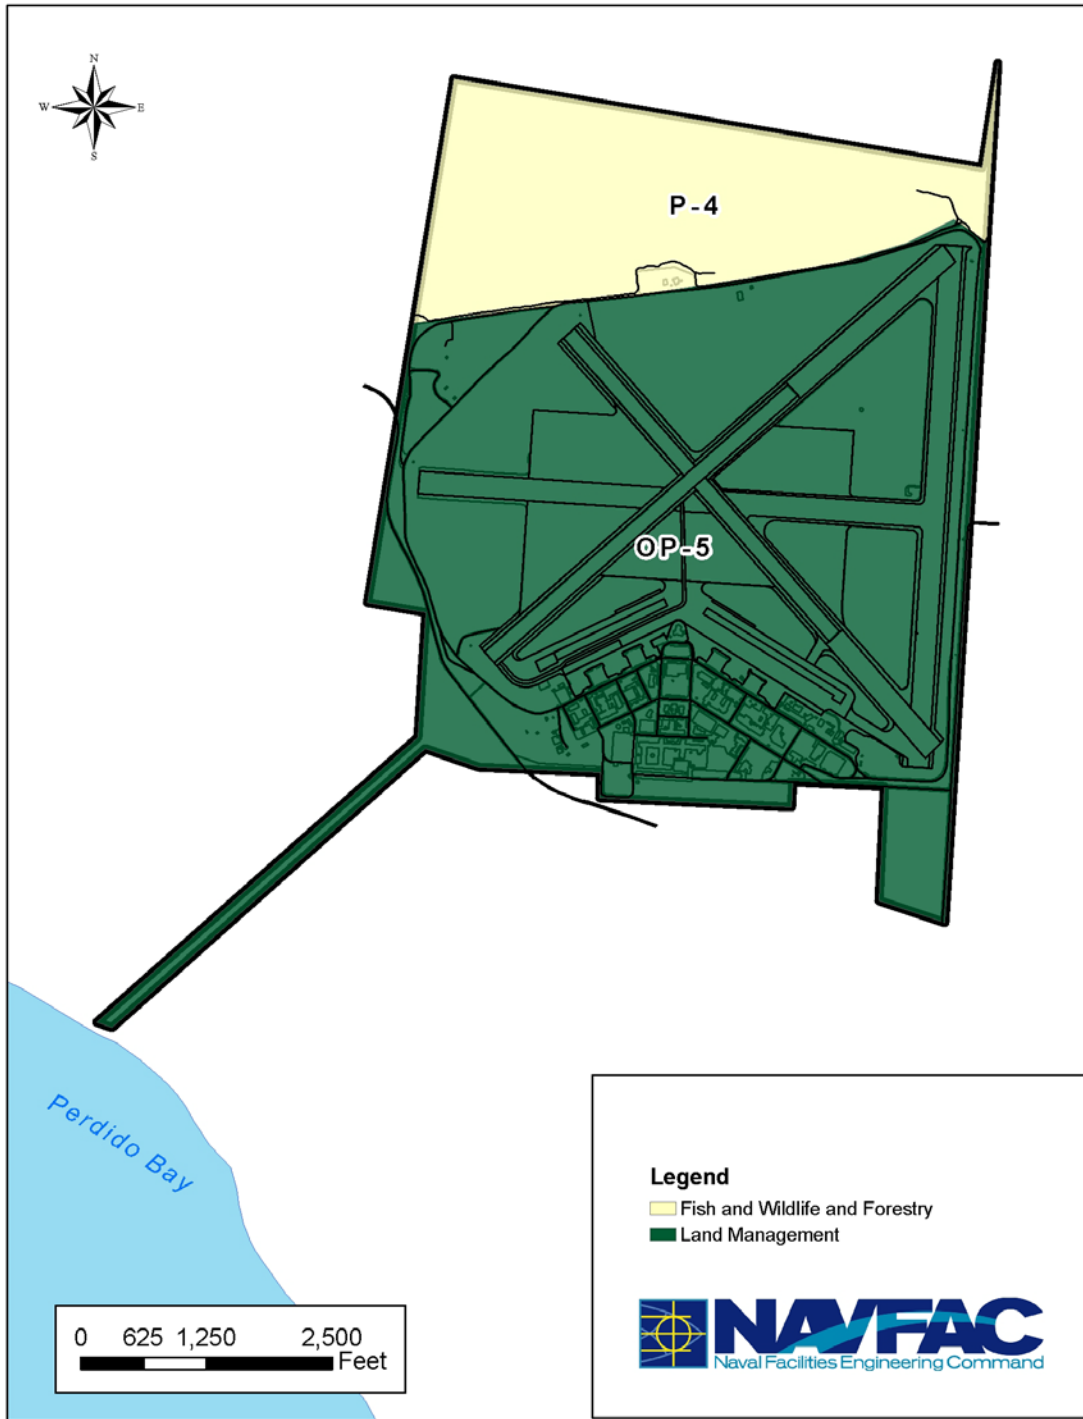 N
W E
S
P-4
OP-5
Perdido Bay
Legend
Fish and Wildlife and Forestry
Land Management
0 625 1,250 2,500
Feet
NAVFAC
Naval Facilities Engineering Command